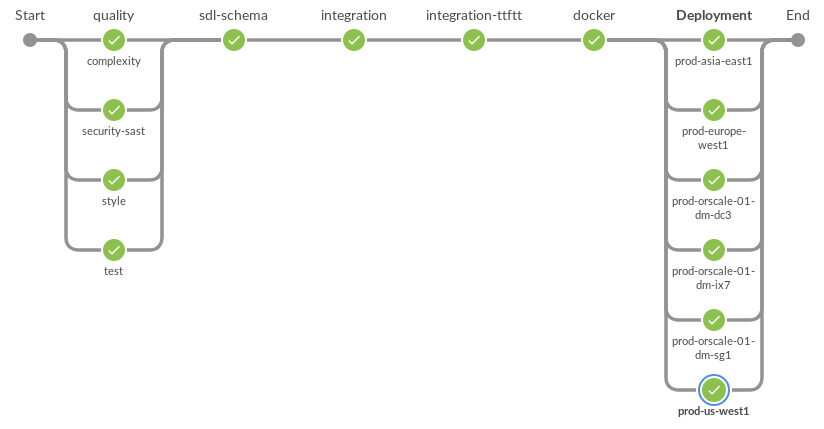 Start
quality
sdl-schema
integration
integration-ttftt
docker
Deployment
End
complexity
security-sast
style
test
prod-asia-east1
prod-europe-
west1
prod-orscale-01-
dm-dc3
prod-orscale-01-
dm-ix7
prod-orscale-01-
dm-sg1
prod-us-west1